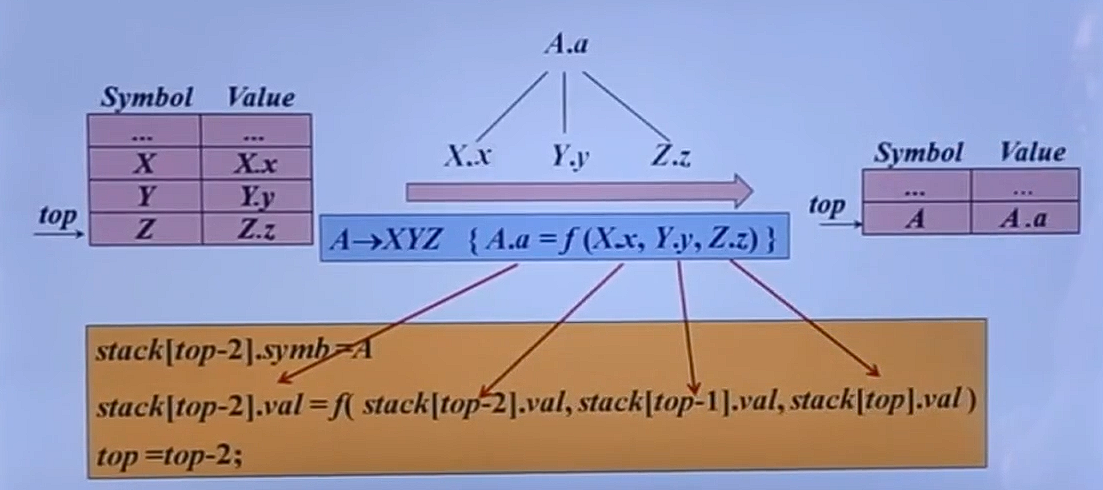 A.a
Symbol Value
... ...
X X.x
Y Y.y
top
Z Z.z
X.x Y.y Z.z
A→XYZ { A.a = f (X.x, Y.y, Z.z) }
Symbol Value
... ...
top
A A.a
stack[top-2].symb=A
stack[top-2].val =f( stack[top-2].val, stack[top-1].val, stack[top].val )
top =top-2;